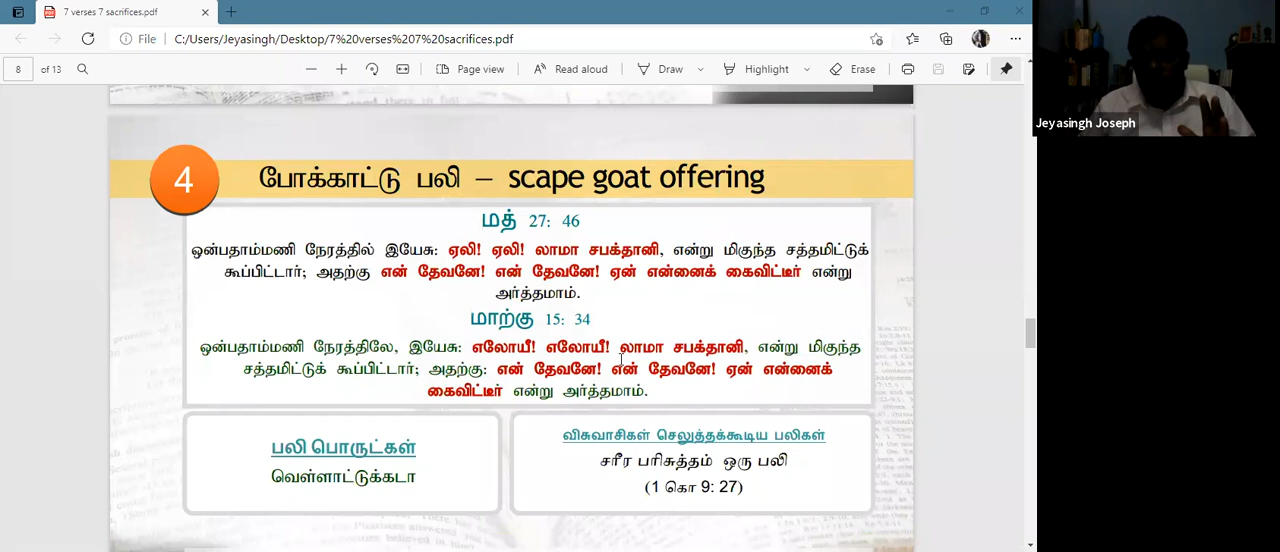 7 verses 7 sacrifices.pdf
File C:/Users/Jeyasingh/Desktop/7%20verses%207%20sacrifices.pdf
8 of 13 Page view Read aloud Draw Highlight Erase
Jeyasingh Joseph
4 போக்காட்டு பலி – scape goat offering
மத் 27: 46
ஒன்பதாம்மணி நேரத்தில் இயேசு: ஏலி! ஏலி! லாமா சபக்தானி, என்று மிகுந்த சத்தமிட்டுக்
கூப்பிட்டார்; அதற்கு என் தேவனே! என் தேவனே! ஏன் என்னைக் கைவிட்டீர் என்று
அர்த்தமாம்.
மாற்கு 15: 34
ஒன்பதாம்மணி நேரத்திலே, இயேசு: எலோயீ! எலோயீ! லாமா சபக்தானி, என்று மிகுந்த
சத்தமிட்டுக் கூப்பிட்டார்; அதற்கு: என் தேவனே! என் தேவனே! ஏன் என்னைக்
கைவிட்டீர் என்று அர்த்தமாம்.
பலி பொருட்கள்
வெள்ளாட்டுக்கடா
விசுவாசிகள் செலுத்தக்கூடிய பலிகள்
சரீர பரிசுத்தம் ஒரு பலி
(1 கொ 9: 27)